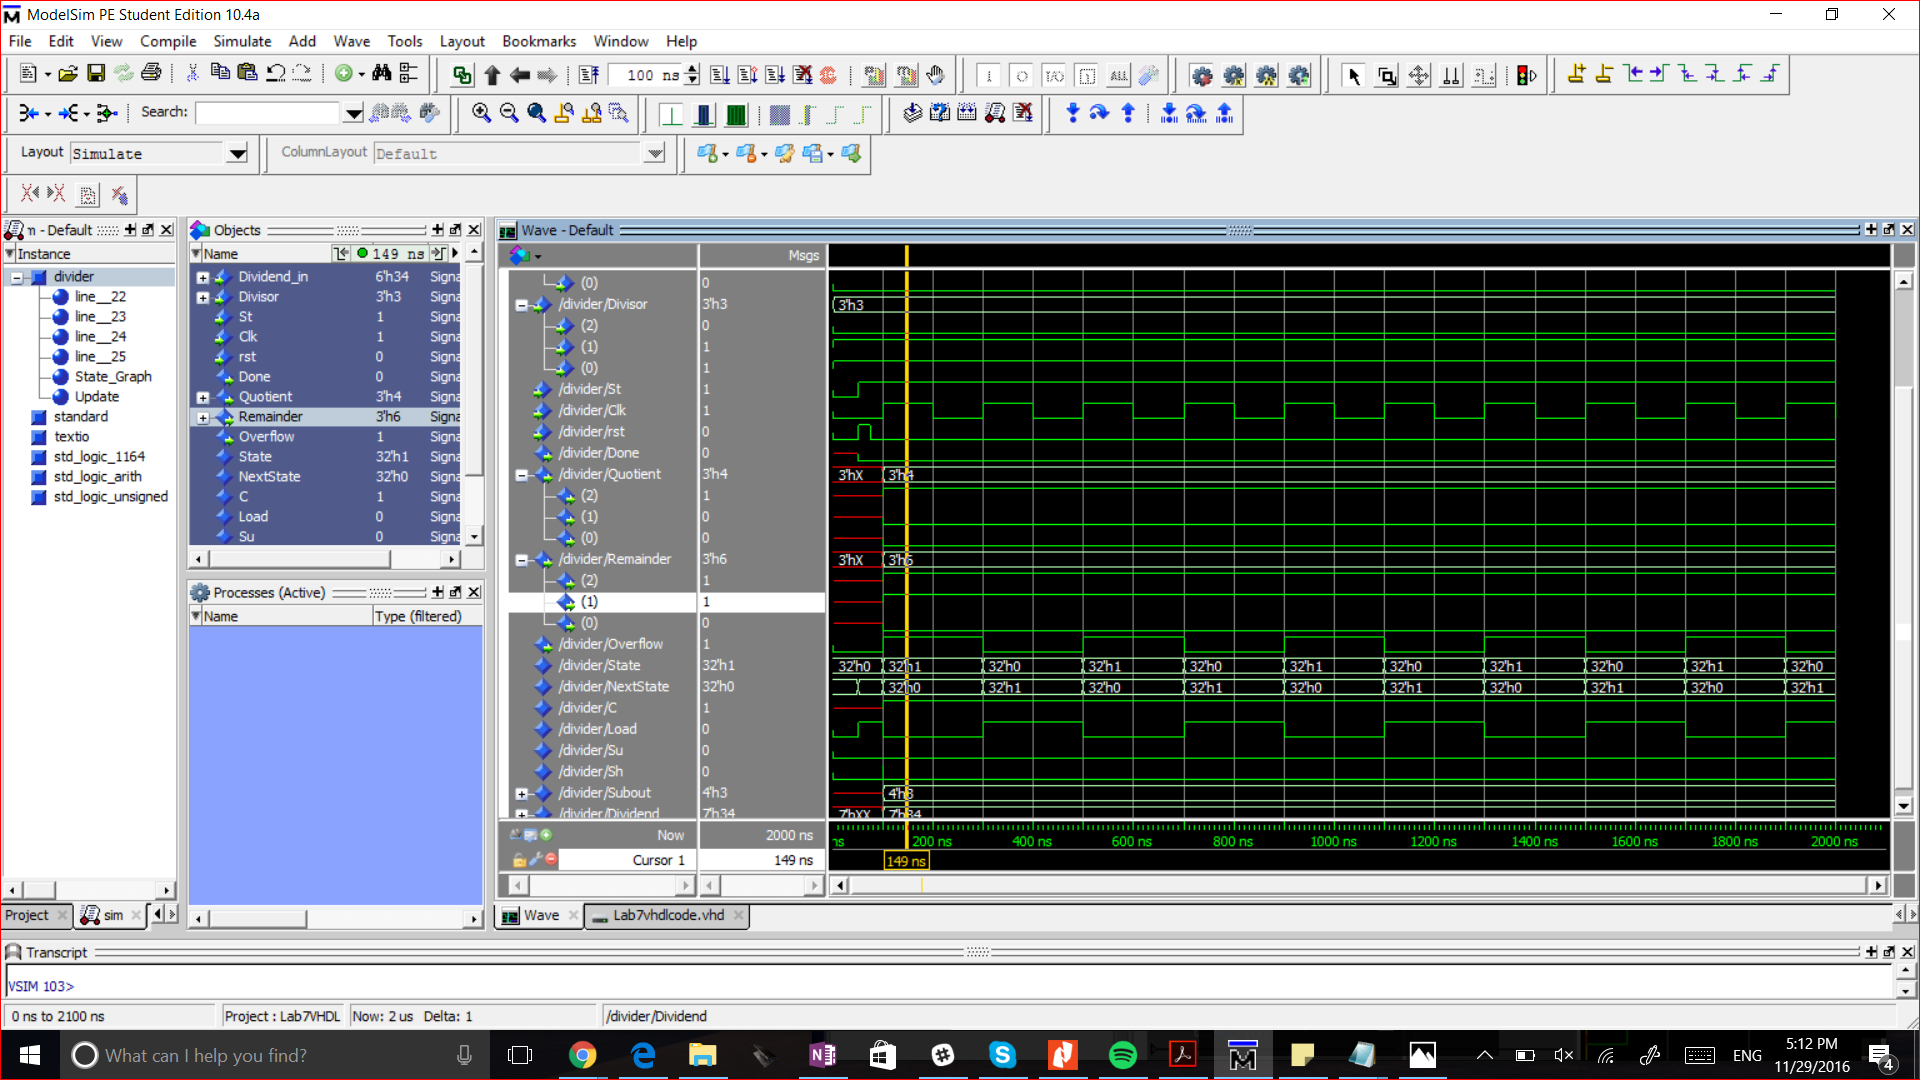 ModelSim PE Student Edition 10.4a
File Edit View Compile Simulate Add Wave Tools Layout Bookmarks Window Help
100 ns
Search:
Layout Simulate
ColumnLayout Default
- Default
Instance
divider
line__22
line__23
line__24
line__25
State_Graph
Update
standard
textio
std_logic_1164
std_logic_arith
std_logic_unsigned
Project
sim
Objects
Name 149 ns
Dividend_in 6'h34 Signa
Divisor 3'h3 Signa
St 1 Signa
Clk 1 Signa
rst 0 Signa
Done 0 Signa
Quotient 3'h4 Signa
Remainder 3'h6 Signa
Overflow 1 Signa
State 32'h1 Signa
NextState 32'h0 Signa
C 1 Signa
Load 0 Signa
Su 0 Signa
Processes (Active)
Name Type (filtered)
Wave - Default
Msgs
(0) 0
/divider/Divisor 3'h3 3'h3
(2) 0
(1) 1
(0) 1
/divider/St 1
/divider/Clk 1
/divider/rst 0
/divider/Done 0
/divider/Quotient 3'h4 3'hX 3'h4
(2) 1
(1) 0
(0) 0
/divider/Remainder 3'h6 3'hX 3'h6
(2) 1
(1) 1
(0) 0
/divider/Overflow 1
/divider/State 32'h1 32'h0 32'h1 32'h0 32'h1 32'h0 32'h1 32'h0 32'h1 32'h0 32'h1 32'h0
/divider/NextState 32'h0 32'h0 32'h1 32'h0 32'h1 32'h0 32'h1 32'h0 32'h1 32'h0 32'h1
/divider/C 1
/divider/Load 0
/divider/Su 0
/divider/Sh 0
/divider/Subout 4'h3 4'h3
/divider/Dividend 7'h34 7'hXX 7'h34
Now 2000 ns ns 200 ns 400 ns 600 ns 800 ns 1000 ns 1200 ns 1400 ns 1600 ns 1800 ns 2000 ns
Cursor 1 149 ns 149 ns
Wave
Lab7vhdlcode.vhd
Transcript
VSIM 103>
0 ns to 2100 ns Project : Lab7VHDL Now: 2 us Delta: 1 /divider/Dividend
What can I help you find?
ENG
5:12 PM
11/29/2016
4